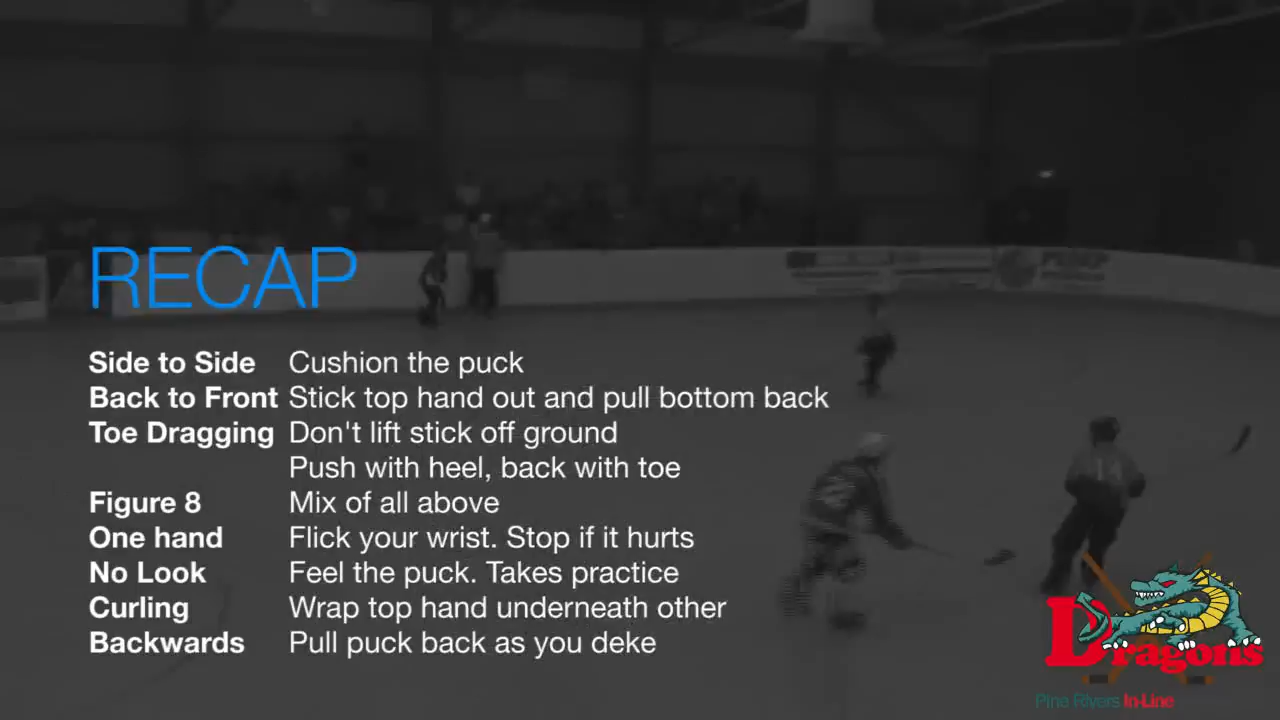 RECAP
Side to Side Cushion the puck
Back to Front Stick top hand out and pull bottom back
Toe Dragging Don't lift stick off ground
Push with heel, back with toe
Figure 8 Mix of all above
One hand Flick your wrist. Stop if it hurts
No Look Feel the puck. Takes practice
Curling Wrap top hand underneath other
Backwards Pull puck back as you deke
14
Dragons
Pine Rivers In-Line